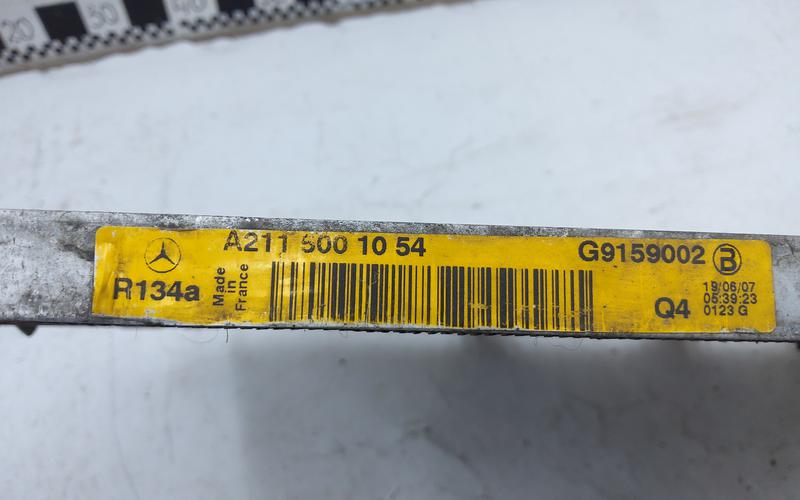 20 30 40
A211 500 10 54
G9159002 B
R134a
Made
in
France
Q4
19/06/07
05:39:23
0123 G